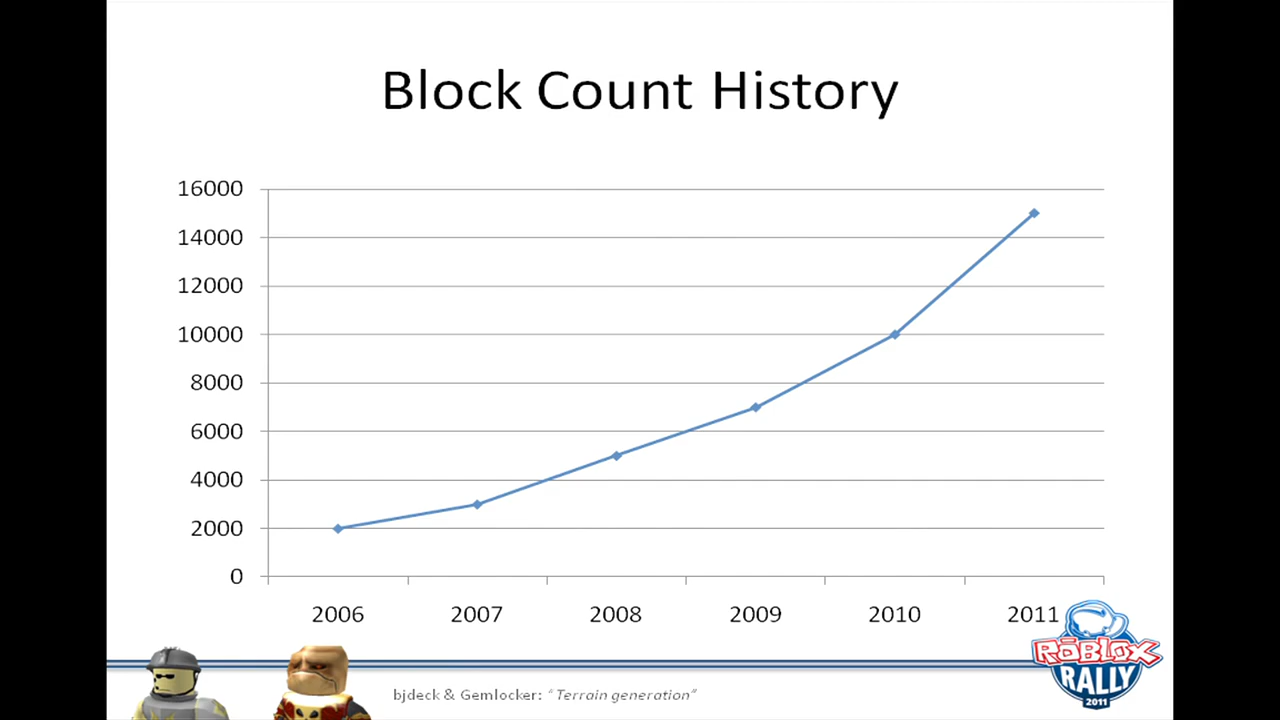 Block Count History
16000
14000
12000
10000
8000
6000
4000
2000
0
2006 2007 2008 2009 2010 2011
ROBLOX
RALLY
2011
bjdeck & Gemlocker: “Terrain generation”